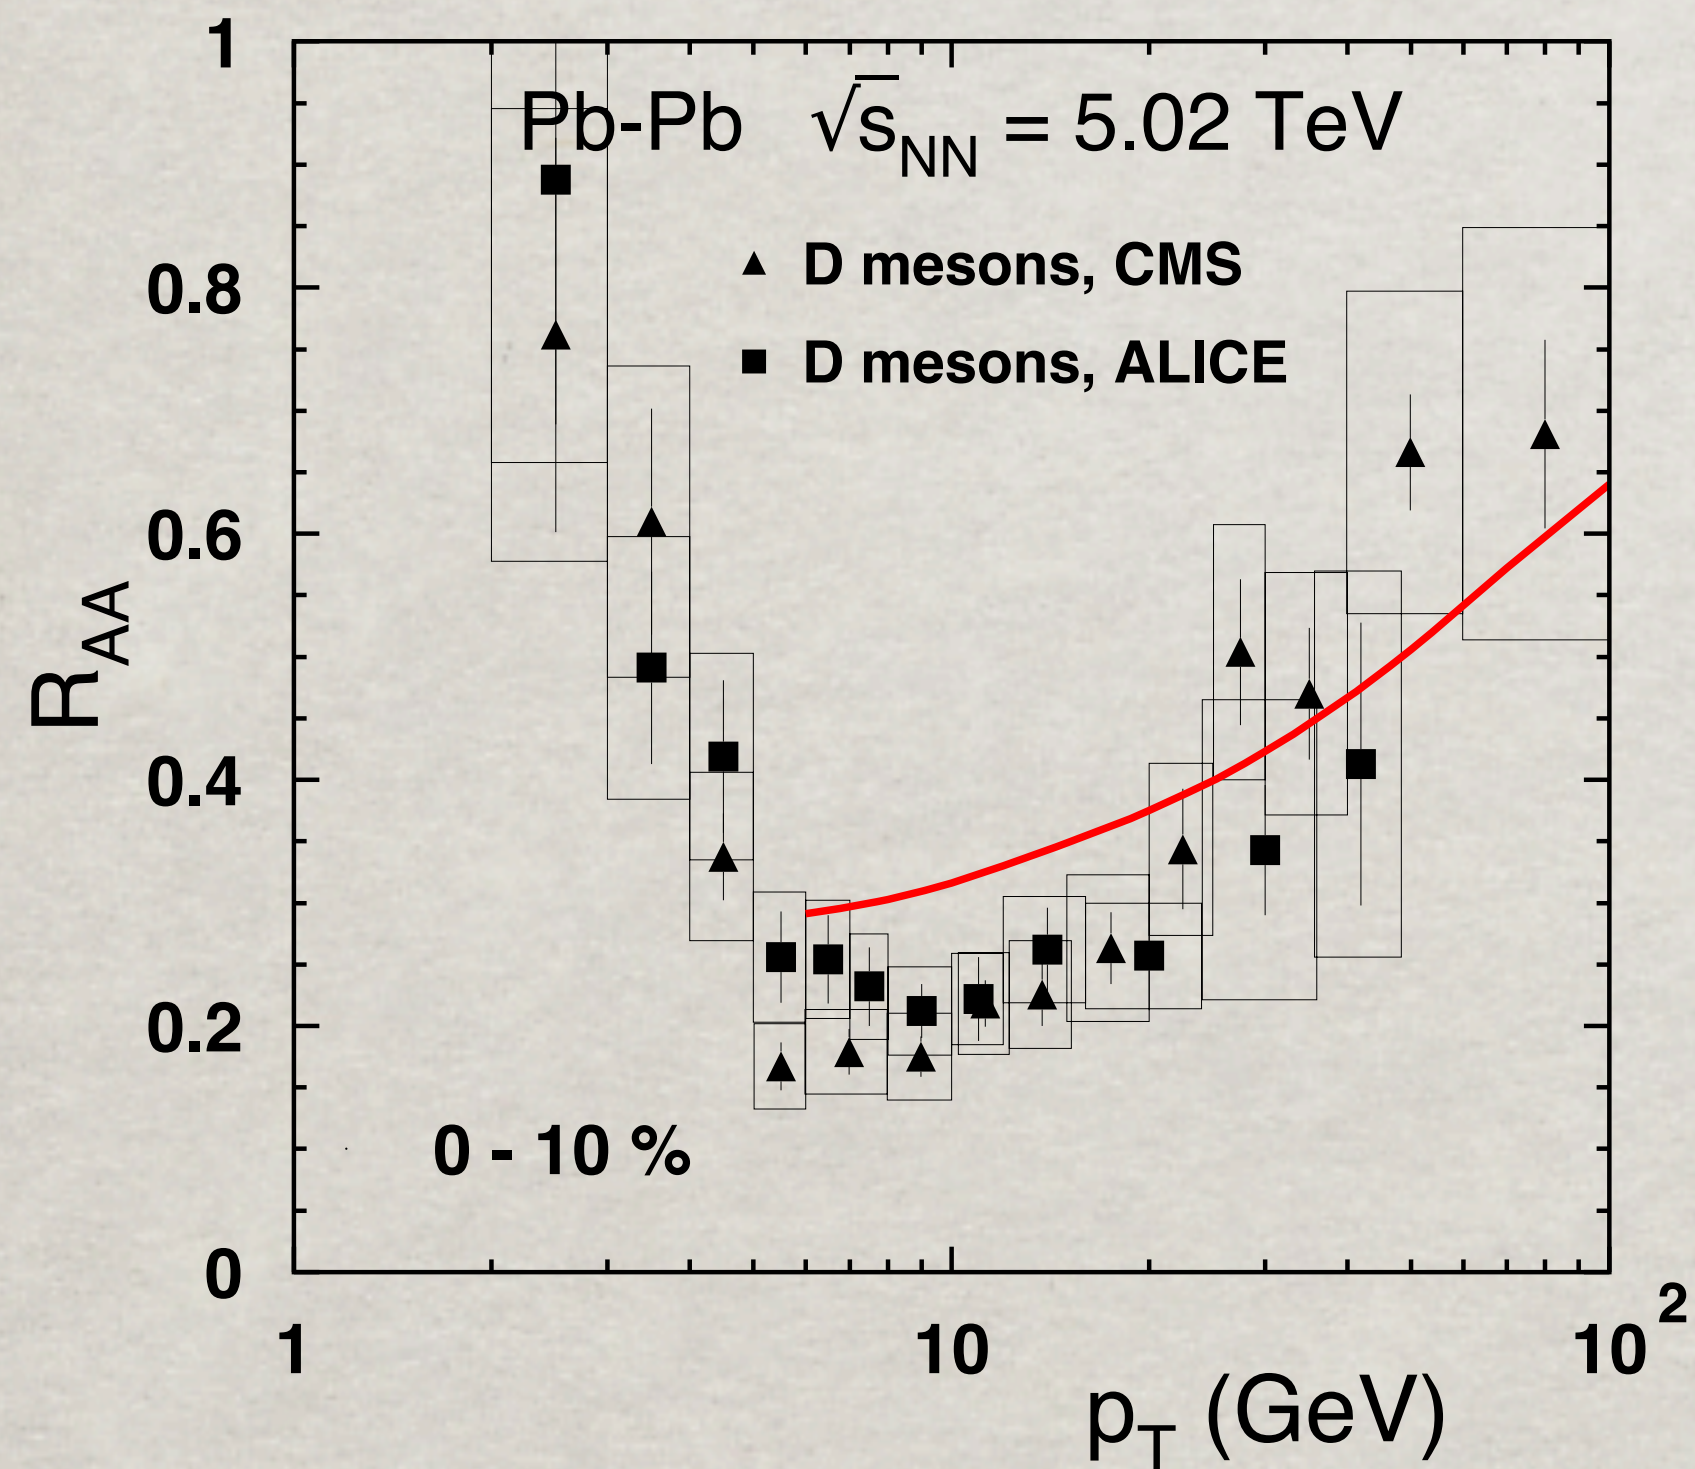 Pb-Pb √sNN = 5.02 TeV
D mesons, CMS
D mesons, ALICE
0 - 10 %
RAA
1
0.8
0.6
0.4
0.2
0
1
10
10²
pT (GeV)